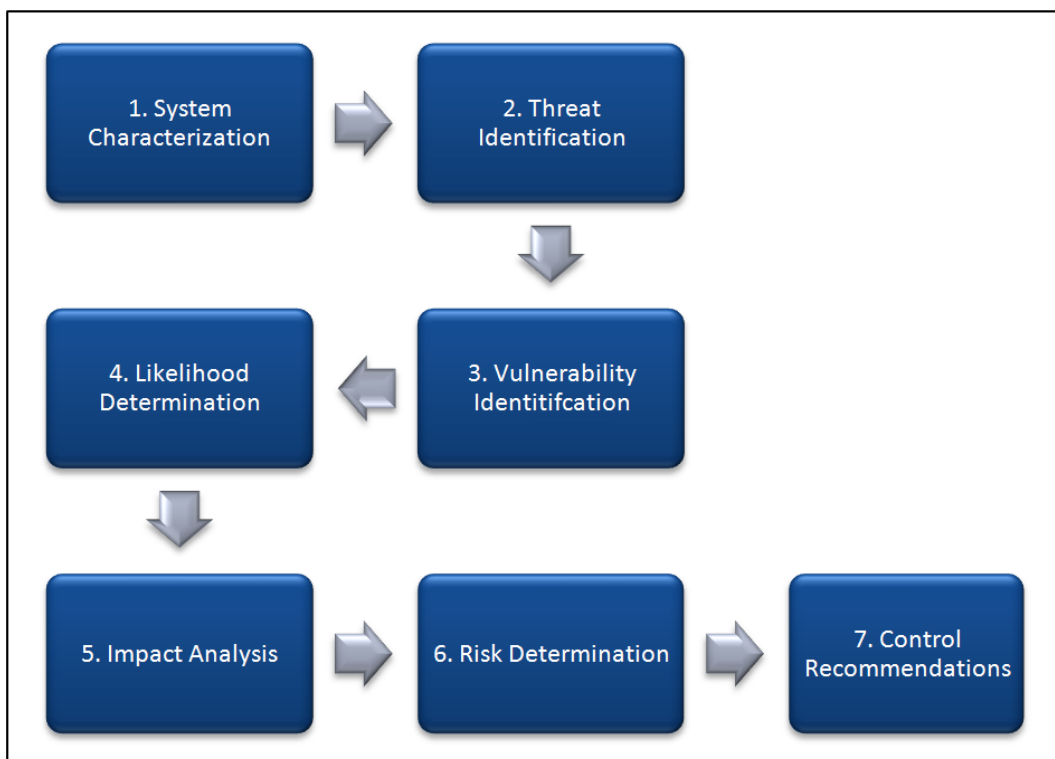 1. System
Characterization
2. Threat
Identification
3. Vulnerability
Identitifcation
4. Likelihood
Determination
5. Impact Analysis
6. Risk Determination
7. Control
Recommendations